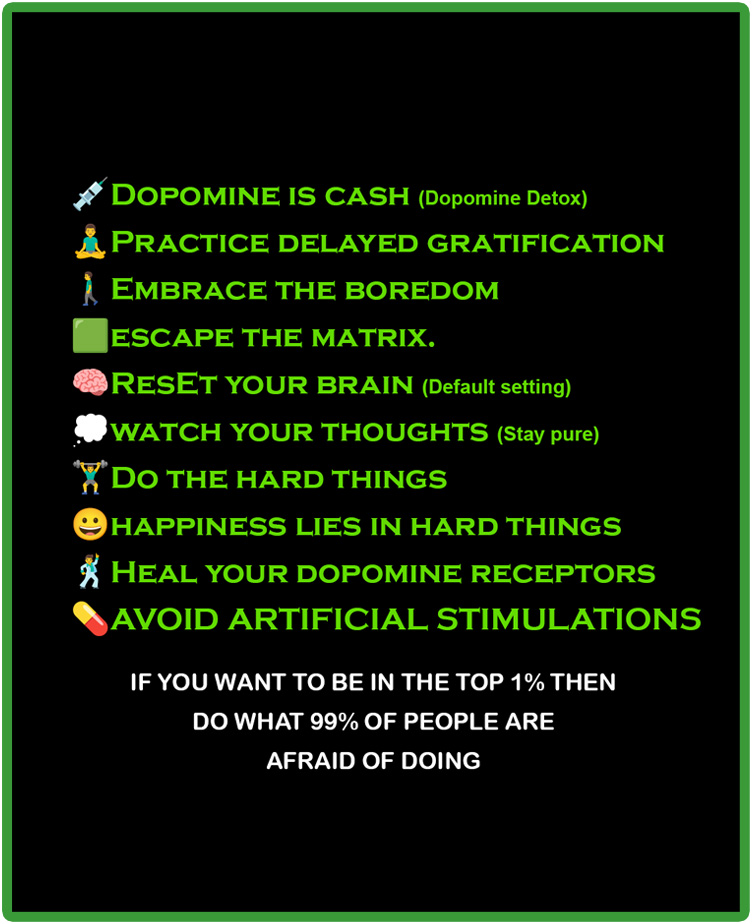 💉Dopomine is cash (Dopomine Detox)
🧘‍♂️Practice delayed gratification
🚶‍♂️Embrace the boredom
🟩escape the matrix.
🧠ResEt your brain (Default setting)
💭watch your thoughts (Stay pure)
🏋️‍♂️Do the hard things
😀happiness lies in hard things
🕺Heal your dopomine receptors
💊AVOID ARTIFICIAL STIMULATIONS
IF YOU WANT TO BE IN THE TOP 1% THEN
DO WHAT 99% OF PEOPLE ARE
AFRAID OF DOING